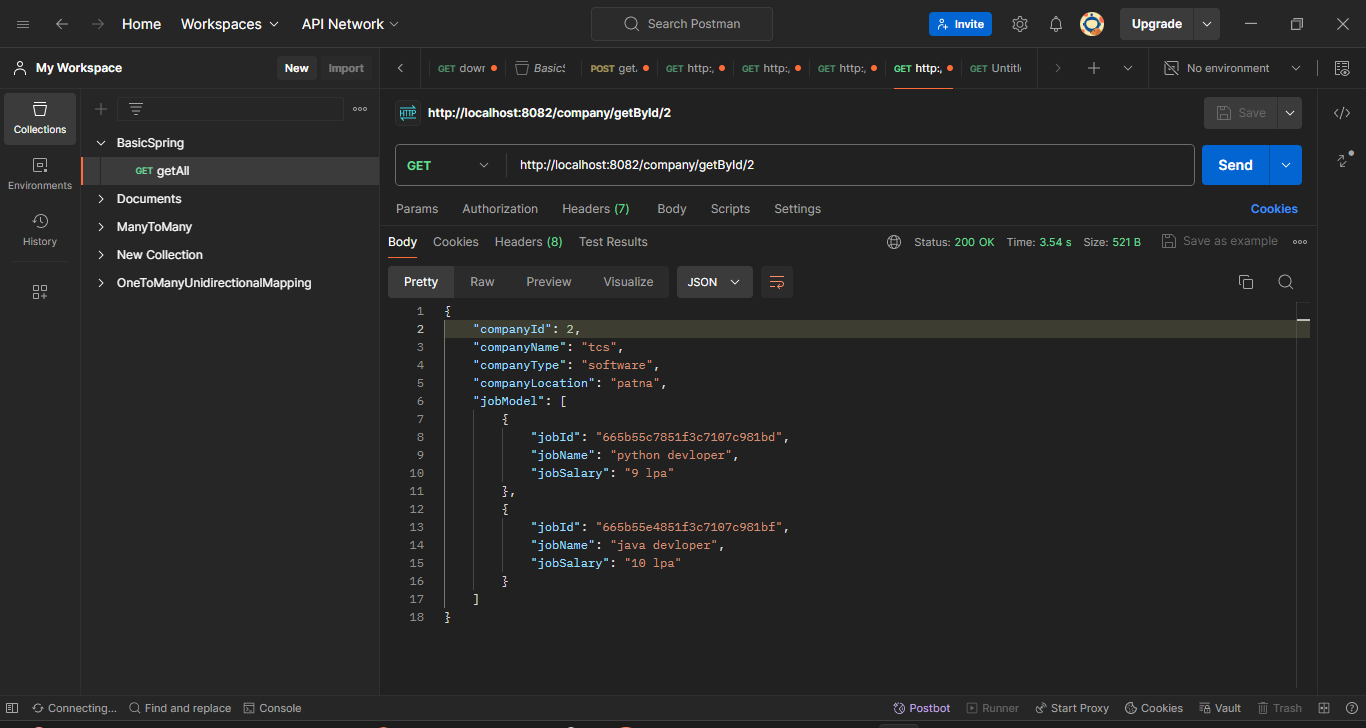 Home Workspaces API Network Search Postman Invite Upgrade
My Workspace New Import GET down BasicS POST get. GET http:, GET http:, GET http:, GET http:, GET Untitl No environment
Collections
Environments
History
BasicSpring
GET getAll
Documents
ManyToMany
New Collection
OneToManyUnidirectionalMapping
HTTP http://localhost:8082/company/getById/2 Save
GET http://localhost:8082/company/getById/2 Send
Params Authorization Headers (7) Body Scripts Settings Cookies
Body Cookies Headers (8) Test Results Status: 200 OK Time: 3.54 s Size: 521 B Save as example
Pretty Raw Preview Visualize JSON
1 {
2 "companyId": 2,
3 "companyName": "tcs",
4 "companyType": "software",
5 "companyLocation": "patna",
6 "jobModel": [
7 {
8 "jobId": "665b55c7851f3c7107c981bd",
9 "jobName": "python devloper",
10 "jobSalary": "9 lpa"
11 },
12 {
13 "jobId": "665b55e4851f3c7107c981bf",
14 "jobName": "java devloper",
15 "jobSalary": "10 lpa"
16 }
17 ]
18 }
Connecting... Find and replace Console Postbot Runner Start Proxy Cookies Vault Trash